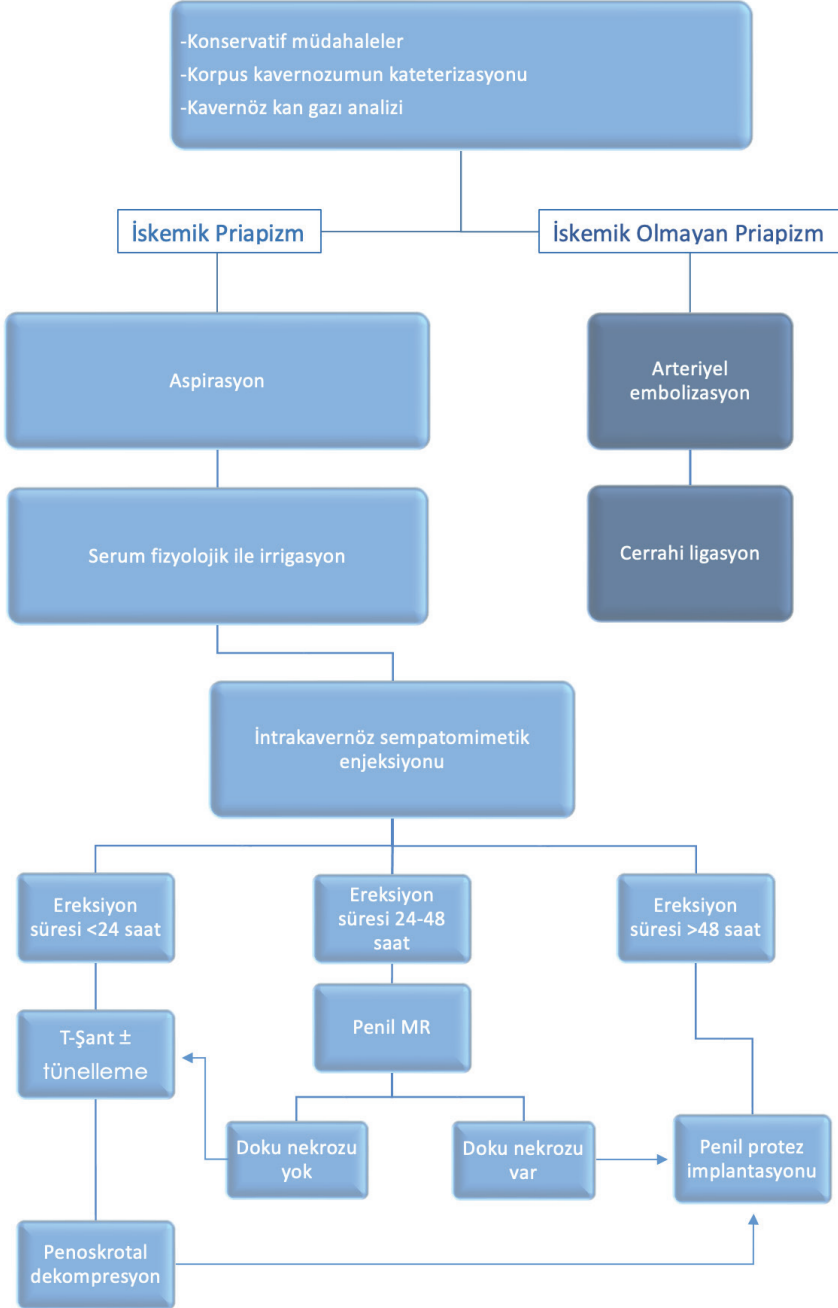 -Konservatif müdahaleler
-Korpus kavernozumun kateterizasyonu
-Kavernöz kan gazı analizi
İskemik Priapizm
İskemik Olmayan Priapizm
Aspirasyon
Arteriyel
embolizasyon
Serum fizyolojik ile irrigasyon
Cerrahi ligasyon
İntrakavernöz sempatomimetik
enjeksiyonu
Ereksiyon
süresi <24 saat
Ereksiyon
süresi 24-48
saat
Ereksiyon
süresi >48 saat
T-Şant ±
tünelleme
Penil MR
Doku nekrozu
yok
Doku nekrozu
var
Penil protez
implantasyonu
Penoskrotal
dekompresyon